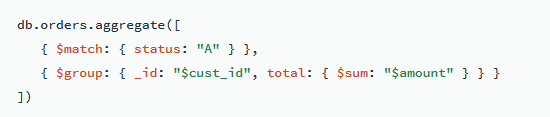 db.orders.aggregate([
   { $match: { status: "A" } },
   { $group: { _id: "$cust_id", total: { $sum: "$amount" } } }
])